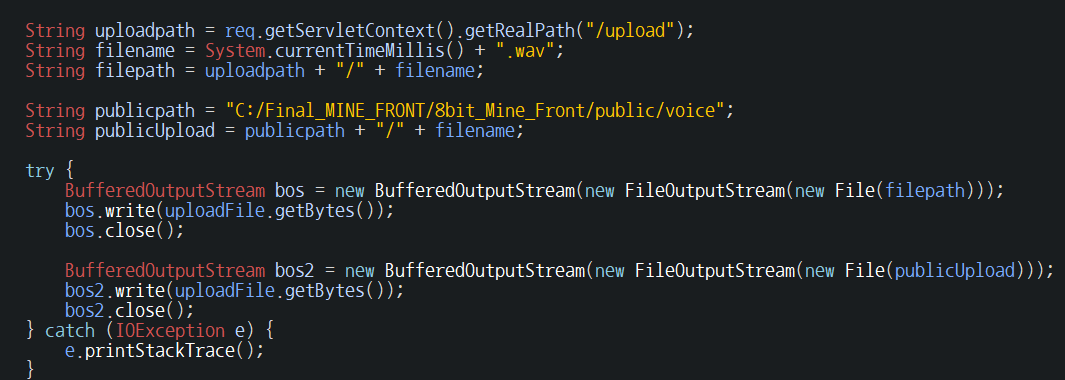 String uploadpath = req.getServletContext().getRealPath("/upload");
String filename = System.currentTimeMillis() + ".wav";
String filepath = uploadpath + "/" + filename;
String publicpath = "C:/Final_MINE_FRONT/8bit_Mine_Front/public/voice";
String publicUpload = publicpath + "/" + filename;
try {
BufferedOutputStream bos = new BufferedOutputStream(new FileOutputStream(new File(filepath)));
bos.write(uploadFile.getBytes());
bos.close();
BufferedOutputStream bos2 = new BufferedOutputStream(new FileOutputStream(new File(publicUpload)));
bos2.write(uploadFile.getBytes());
bos2.close();
} catch (IOException e) {
e.printStackTrace();
}